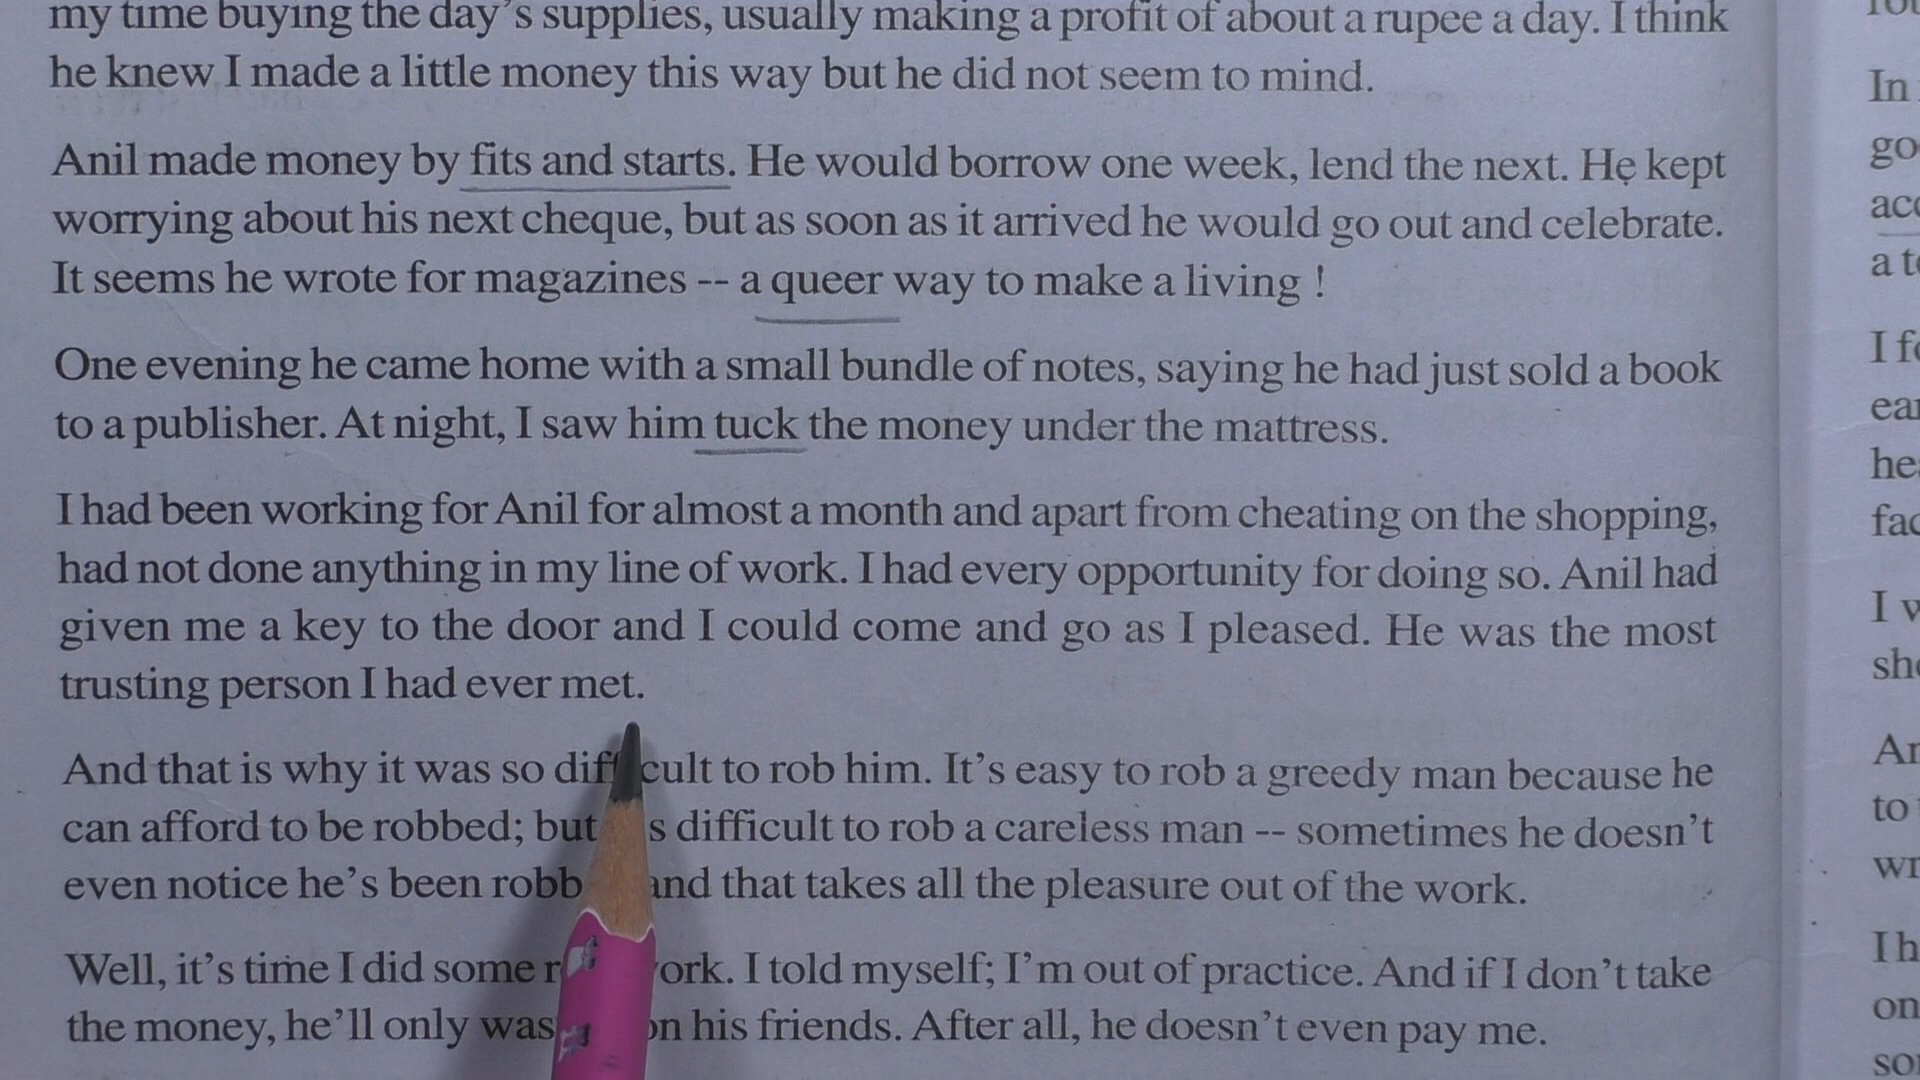 my time buying the day's supplies, usually making a profit of about a rupee a day. I think
he knew I made a little money this way but he did not seem to mind.
Anil made money by fits and starts. He would borrow one week, lend the next. He kept
worrying about his next cheque, but as soon as it arrived he would go out and celebrate.
It seems he wrote for magazines -- a queer way to make a living !
One evening he came home with a small bundle of notes, saying he had just sold a book
to a publisher. At night, I saw him tuck the money under the mattress.
I had been working for Anil for almost a month and apart from cheating on the shopping,
had not done anything in my line of work. I had every opportunity for doing so. Anil had
given me a key to the door and I could come and go as I pleased. He was the most
trusting person I had ever met.
And that is why it was so difficult to rob him. It's easy to rob a greedy man because he
can afford to be robbed; but s difficult to rob a careless man -- sometimes he doesn't
even notice he's been robb and that takes all the pleasure out of the work.
Well, it's time I did some r ork. I told myself; I'm out of practice. And if I don't take
the money, he'll only was on his friends. After all, he doesn't even pay me.
In
go
acc
a t
I f
ear
he
fac
I w
sh
An
to
wr
I h
on
so